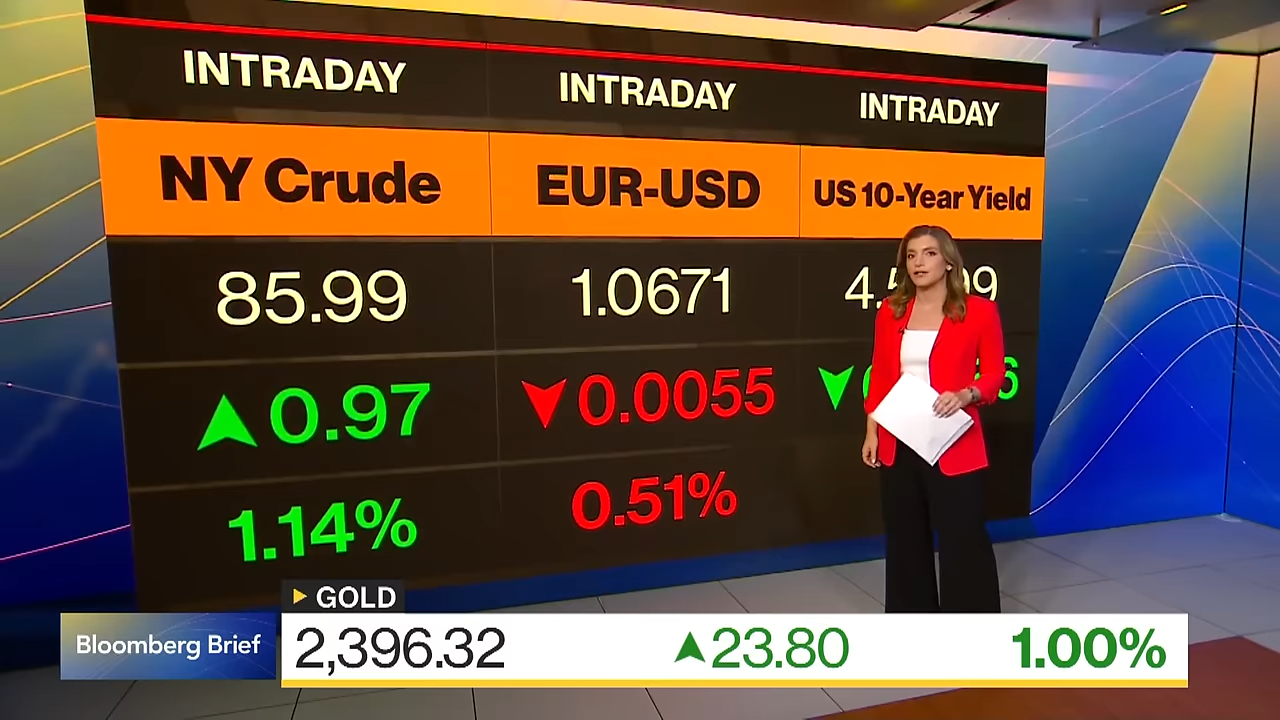 INTRADAY INTRADAY INTRADAY
NY Crude EUR-USD US 10-Year Yield
85.99 1.0671
▲0.97 ▼0.0055 ▼
1.14% 0.51%
GOLD
Bloomberg Brief 2,396.32 ▲23.80 1.00%